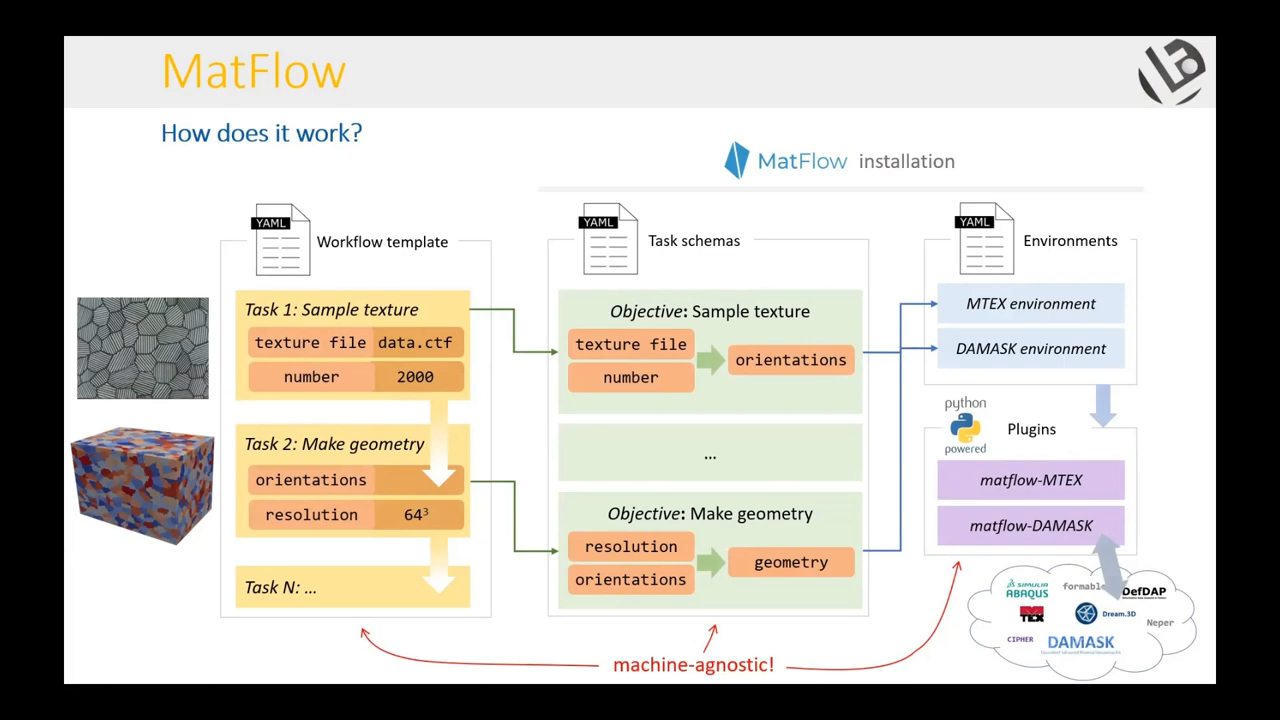 MatFlow
How does it work?
MatFlow installation
YAML
Workflow template
Task 1: Sample texture
texture file data.ctf
number 2000
Task 2: Make geometry
orientations
resolution 64³
Task N: ...
YAML
Task schemas
Objective: Sample texture
texture file
number
orientations
...
Objective: Make geometry
resolution
orientations
geometry
YAML
Environments
MTEX environment
DAMASK environment
python
powered
Plugins
matflow-MTEX
matflow-DAMASK
SIMULIA
ABAQUS
formable
DefDAP
TEX
Dream.3D
Neper
CIPHER
DAMASK
machine-agnostic!